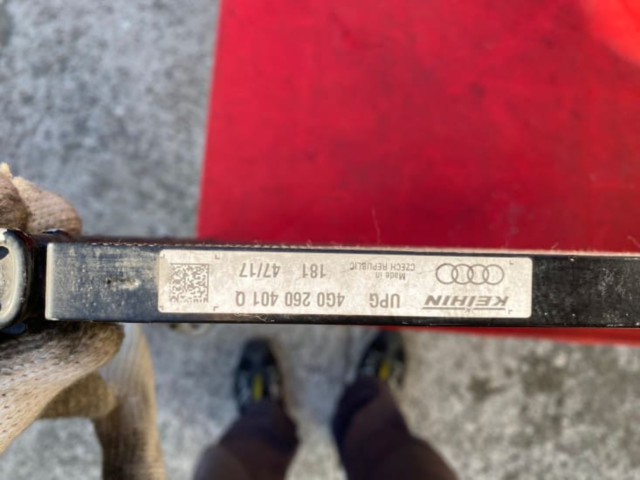 KEIHIN
UPG
4G0 260 401 Q
Made in
CZECH REPUBLIC
181
47/17